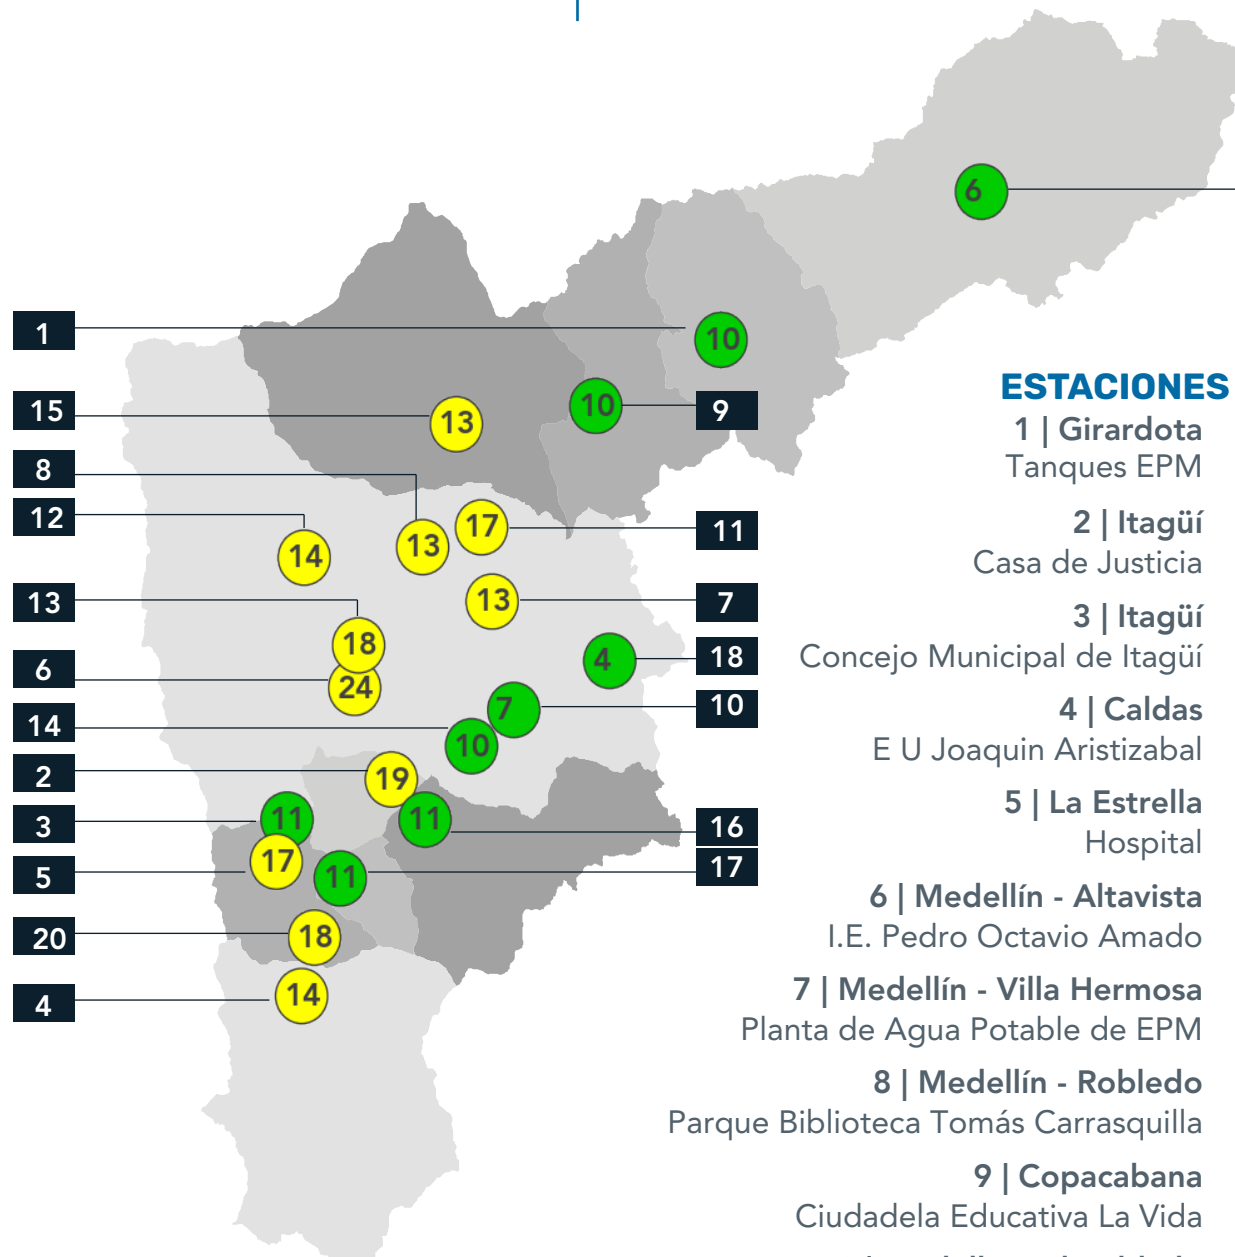 6
1
10
15
13
10
9
8
12
17
11
14
13
13
13
7
18
4
18
6
24
7
10
14
10
2
19
3
11
11
16
5
17
11
17
20
18
4
14
ESTACIONES
1 | Girardota
Tanques EPM
2 | Itagüí
Casa de Justicia
3 | Itagüí
Concejo Municipal de Itagüí
4 | Caldas
E U Joaquin Aristizabal
5 | La Estrella
Hospital
6 | Medellín - Altavista
I.E. Pedro Octavio Amado
7 | Medellín - Villa Hermosa
Planta de Agua Potable de EPM
8 | Medellín - Robledo
Parque Biblioteca Tomás Carrasquilla
9 | Copacabana
Ciudadela Educativa La Vida